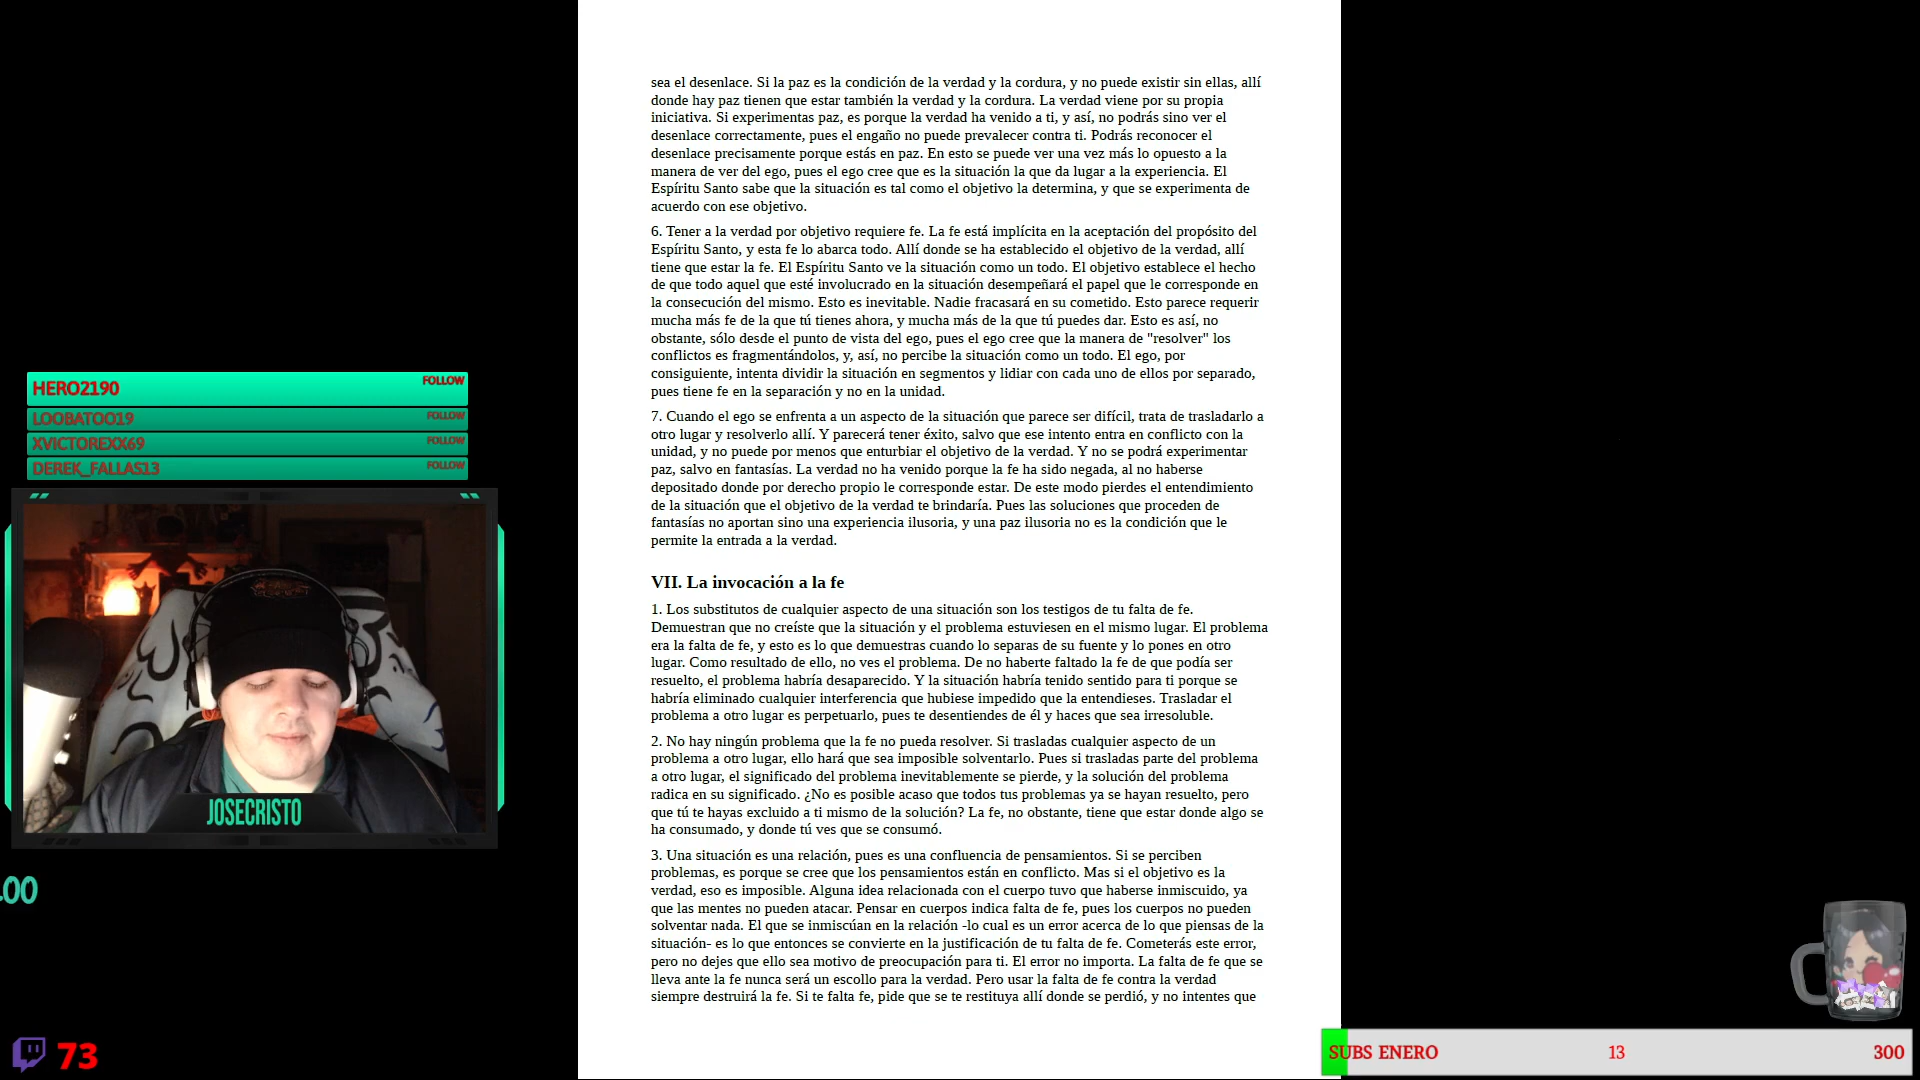 sea el desenlace. Si la paz es la condición de la verdad y la cordura, y no puede existir sin ellas, allí
donde hay paz tienen que estar también la verdad y la cordura. La verdad viene por su propia
iniciativa. Si experimentas paz, es porque la verdad ha venido a ti, y así, no podrás sino ver el
desenlace correctamente, pues el engaño no puede prevalecer contra ti. Podrás reconocer el
desenlace precisamente porque estás en paz. En esto se puede ver una vez más lo opuesto a la
manera de ver del ego, pues el ego cree que es la situación la que da lugar a la experiencia. El
Espíritu Santo sabe que la situación es tal como el objetivo la determina, y que se experimenta de
acuerdo con ese objetivo.
6. Tener a la verdad por objetivo requiere fe. La fe está implícita en la aceptación del propósito del
Espíritu Santo, y esta fe lo abarca todo. Allí donde se ha establecido el objetivo de la verdad, allí
tiene que estar la fe. El Espíritu Santo ve la situación como un todo. El objetivo establece el hecho
de que todo aquel que esté involucrado en la situación desempeñará el papel que le corresponde en
la consecución del mismo. Esto es inevitable. Nadie fracasará en su cometido. Esto parece requerir
mucha más fe de la que tú tienes ahora, y mucha más de la que tú puedes dar. Esto es así, no
obstante, sólo desde el punto de vista del ego, pues el ego cree que la manera de "resolver" los
conflictos es fragmentándolos, y, así, no percibe la situación como un todo. El ego, por
consiguiente, intenta dividir la situación en segmentos y lidiar con cada uno de ellos por separado,
pues tiene fe en la separación y no en la unidad.
7. Cuando el ego se enfrenta a un aspecto de la situación que parece ser difícil, trata de trasladarlo a
otro lugar y resolverlo allí. Y parecerá tener éxito, salvo que ese intento entra en conflicto con la
unidad, y no puede por menos que enturbiar el objetivo de la verdad. Y no se podrá experimentar
paz, salvo en fantasías. La verdad no ha venido porque la fe ha sido negada, al no haberse
depositado donde por derecho propio le corresponde estar. De este modo pierdes el entendimiento
de la situación que el objetivo de la verdad te brindaría. Pues las soluciones que proceden de
fantasías no aportan sino una experiencia ilusoria, y una paz ilusoria no es la condición que le
permite la entrada a la verdad.
VII. La invocación a la fe
1. Los substitutos de cualquier aspecto de una situación son los testigos de tu falta de fe.
Demuestran que no creíste que la situación y el problema estuviesen en el mismo lugar. El problema
era la falta de fe, y esto es lo que demuestras cuando lo separas de su fuente y lo pones en otro
lugar. Como resultado de ello, no ves el problema. De no haberte faltado la fe de que podía ser
resuelto, el problema habría desaparecido. Y la situación habría tenido sentido para ti porque se
habría eliminado cualquier interferencia que hubiese impedido que la entendieses. Trasladar el
problema a otro lugar es perpetuarlo, pues te desentiendes de él y haces que sea irresoluble.
2. No hay ningún problema que la fe no pueda resolver. Si trasladas cualquier aspecto de un
problema a otro lugar, ello hará que sea imposible solventarlo. Pues si trasladas parte del problema
a otro lugar, el significado del problema inevitablemente se pierde, y la solución del problema
radica en su significado. ¿No es posible acaso que todos tus problemas ya se hayan resuelto, pero
que tú te hayas excluido a ti mismo de la solución? La fe, no obstante, tiene que estar donde algo se
ha consumado, y donde tú ves que se consumó.
3. Una situación es una relación, pues es una confluencia de pensamientos. Si se perciben
problemas, es porque se cree que los pensamientos están en conflicto. Mas si el objetivo es la
verdad, eso es imposible. Alguna idea relacionada con el cuerpo tuvo que haberse inmiscuido, ya
que las mentes no pueden atacar. Pensar en cuerpos indica falta de fe, pues los cuerpos no pueden
solventar nada. El que se inmiscúan en la relación -lo cual es un error acerca de lo que piensas de la
situación- es lo que entonces se convierte en la justificación de tu falta de fe. Cometerás este error,
pero no dejes que ello sea motivo de preocupación para ti. El error no importa. La falta de fe que se
lleva ante la fe nunca será un escollo para la verdad. Pero usar la falta de fe contra la verdad
siempre destruirá la fe. Si te falta fe, pide que se te restituya allí donde se perdió, y no intentes que
HERO2190 FOLLOW
LOOBATOO19 FOLLOW
XVICTOREXX69 FOLLOW
DEREK_FALLAS13 FOLLOW
JOSECRISTO
.00
73
SUBS ENERO 13 300